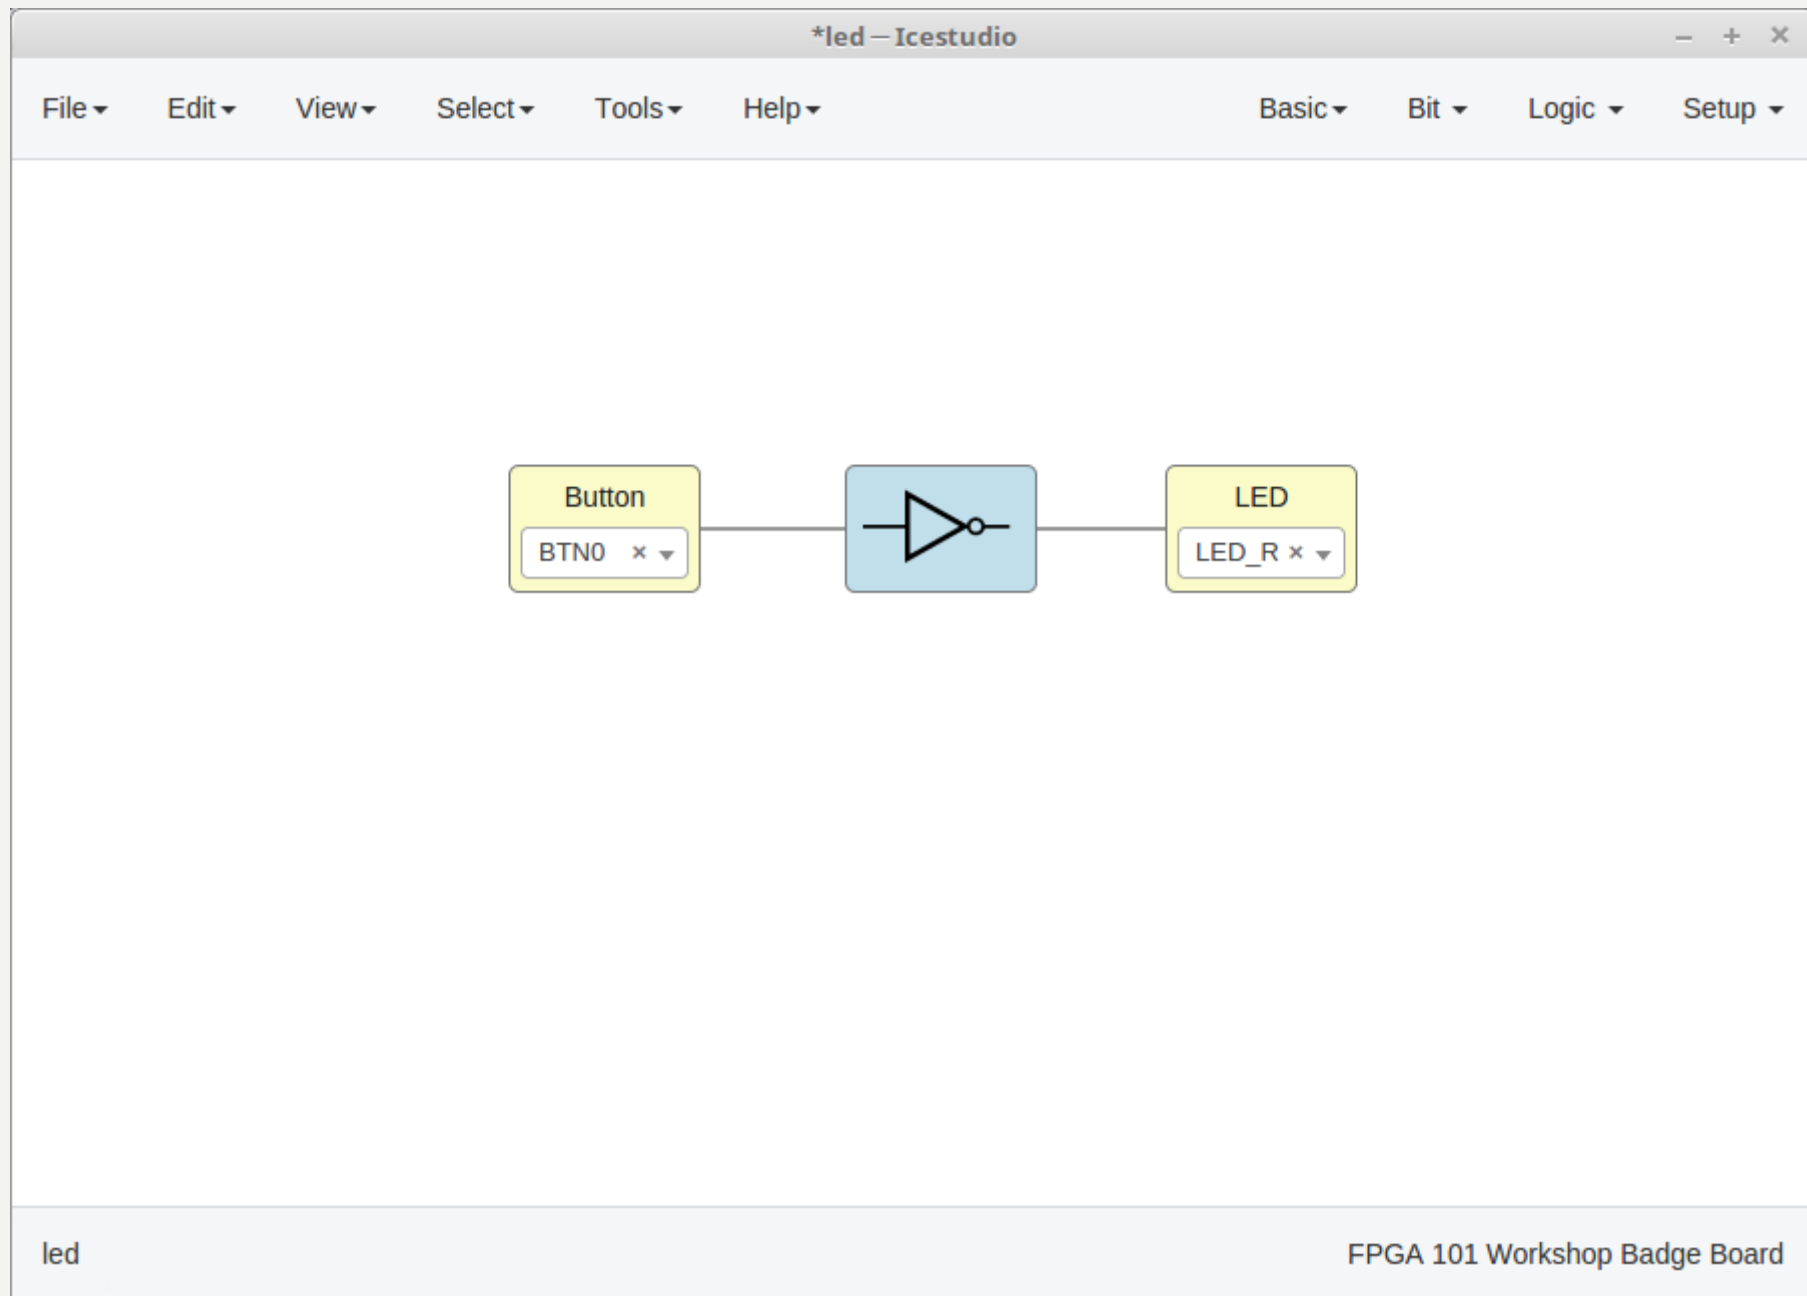 *led — Icestudio
File Edit View Select Tools Help Basic Bit Logic Setup
Button LED
BTN0 LED_R
led FPGA 101 Workshop Badge Board